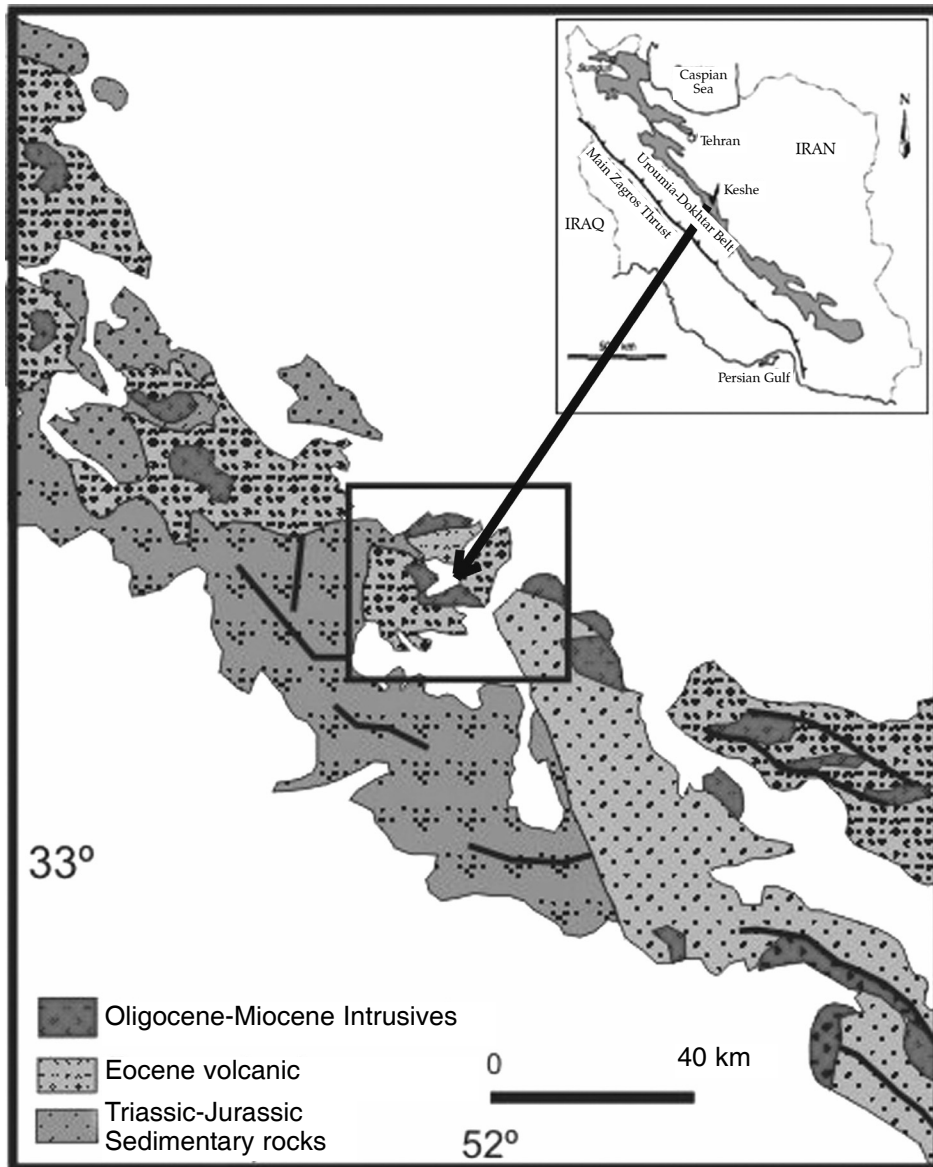 Caspian
Sea
N
Tehran
IRAN
Keshe
Uroumia-Dokhtar Belt
Main Zagros Thrust
IRAQ
km
Persian Gulf
33º
Oligocene-Miocene Intrusives
Eocene volcanic
Triassic-Jurassic
Sedimentary rocks
0
40 km
52º